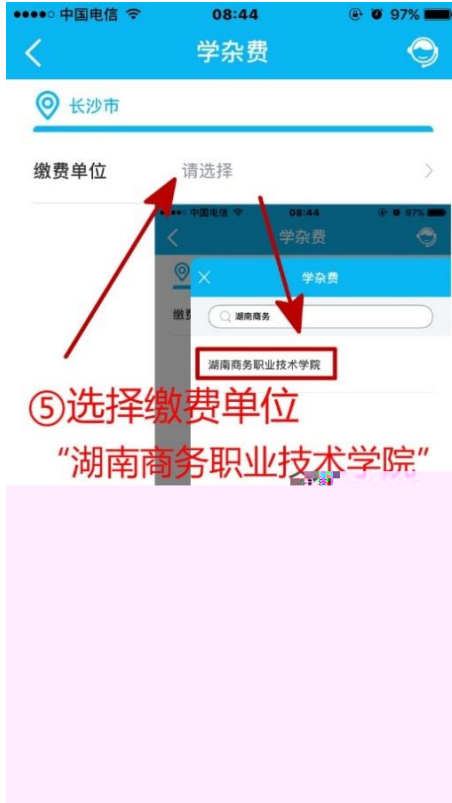 中国电信 08:44 97%
学杂费
长沙市
缴费单位 请选择
中国电信 08:44 97%
学杂费
学杂费
缴费
湖南商务
湖南商务职业技术学院
⑤选择缴费单位
“湖南商务职业技术学院”